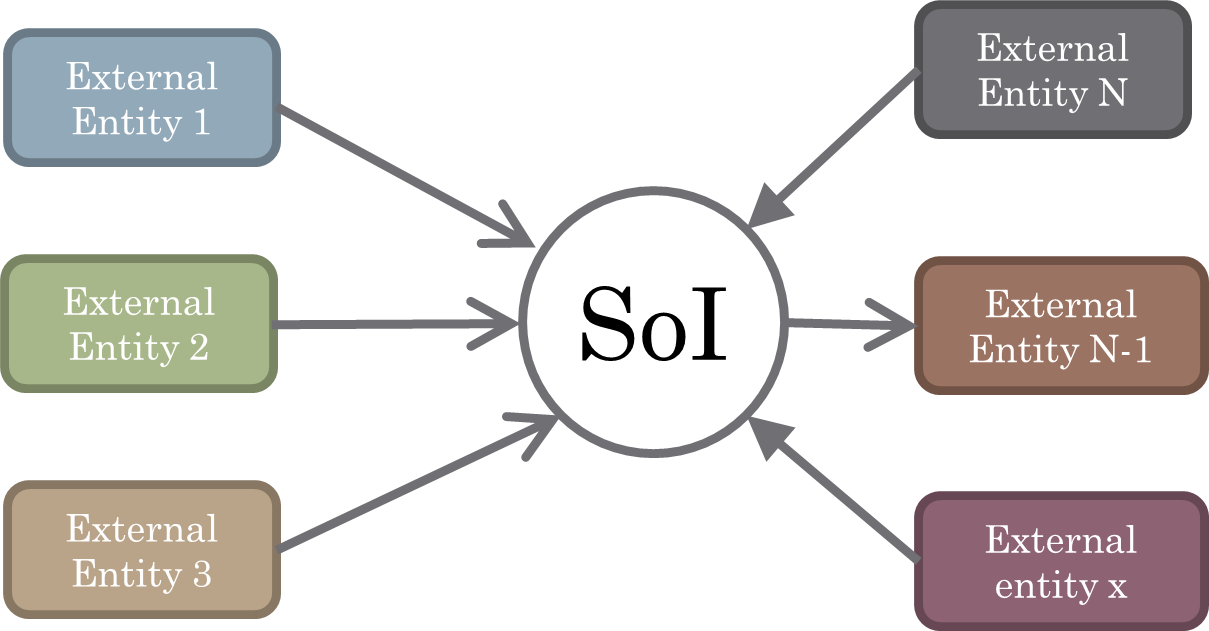 External
Entity 1
External
Entity N
External
Entity 2
SoI
External
Entity N-1
External
Entity 3
External
entity x